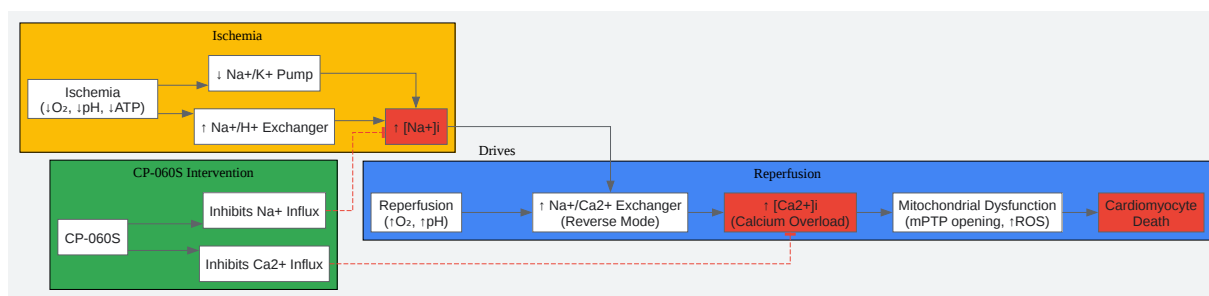 Ischemia
↓ Na+/K+ Pump
Ischemia
(↓O₂, ↓pH, ↓ATP)
↑ Na+/H+ Exchanger
↑ [Na+]i
Drives
CP-060S Intervention
Inhibits Na+ Influx
CP-060S
Inhibits Ca2+ Influx
Reperfusion
Reperfusion
(↑O₂, ↑pH)
↑ Na+/Ca2+ Exchanger
(Reverse Mode)
↑ [Ca2+]i
(Calcium Overload)
Mitochondrial Dysfunction
(mPTP opening, ↑ROS)
Cardiomyocyte
Death